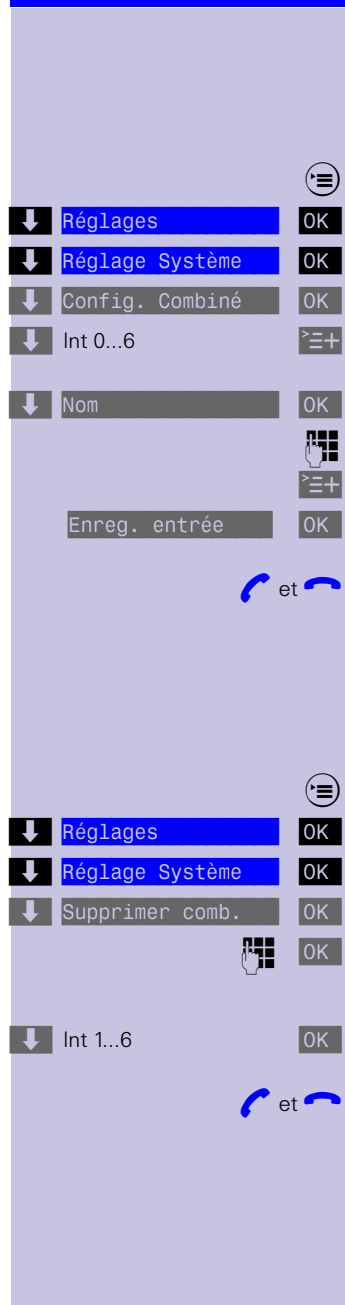 Réglages OK
Réglage Système OK
Config. Combiné OK
Int 0...6
Nom OK
Enreg. entrée OK
et
Réglages OK
Réglage Système OK
Supprimer comb. OK
OK
Int 1...6 OK
et